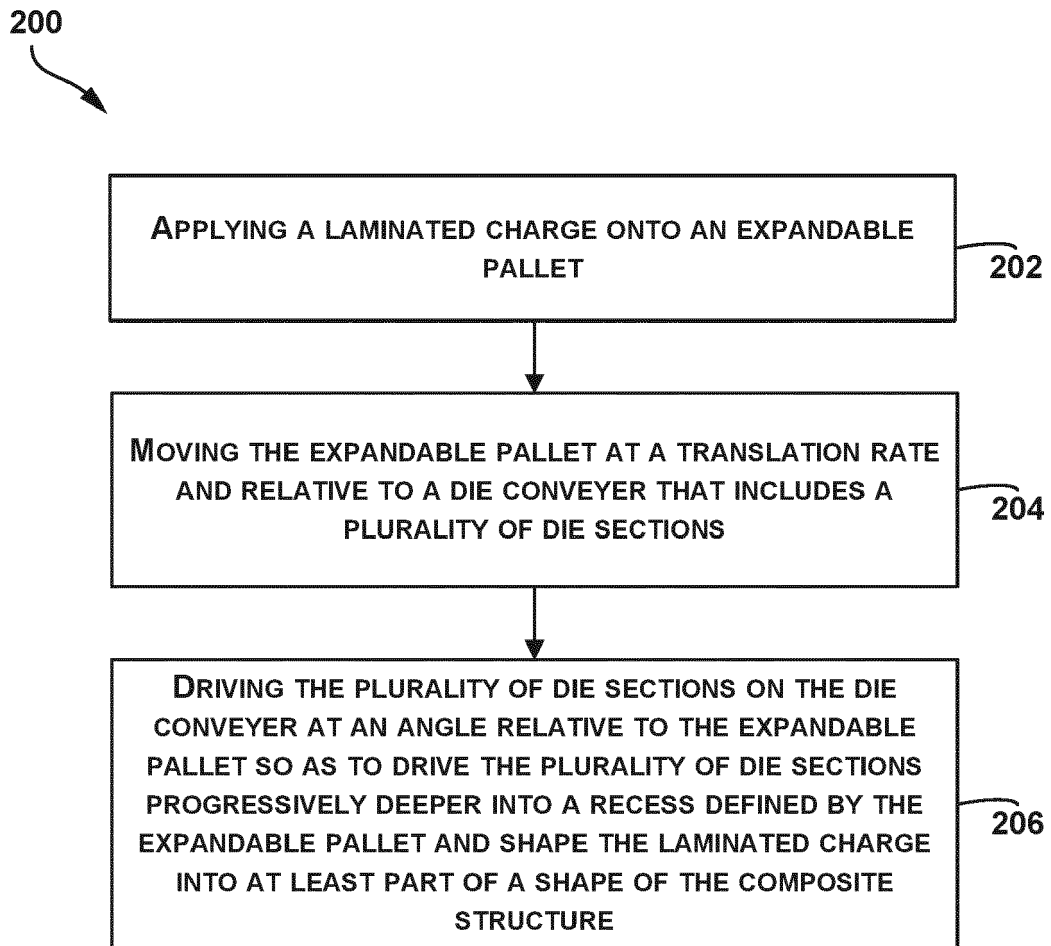 200
APPLYING A LAMINATED CHARGE ONTO AN EXPANDABLE
PALLET
202
MOVING THE EXPANDABLE PALLET AT A TRANSLATION RATE
AND RELATIVE TO A DIE CONVEYER THAT INCLUDES A
PLURALITY OF DIE SECTIONS
204
DRIVING THE PLURALITY OF DIE SECTIONS ON THE DIE
CONVEYER AT AN ANGLE RELATIVE TO THE EXPANDABLE
PALLET SO AS TO DRIVE THE PLURALITY OF DIE SECTIONS
PROGRESSIVELY DEEPER INTO A RECESS DEFINED BY THE
EXPANDABLE PALLET AND SHAPE THE LAMINATED CHARGE
INTO AT LEAST PART OF A SHAPE OF THE COMPOSITE
STRUCTURE
206